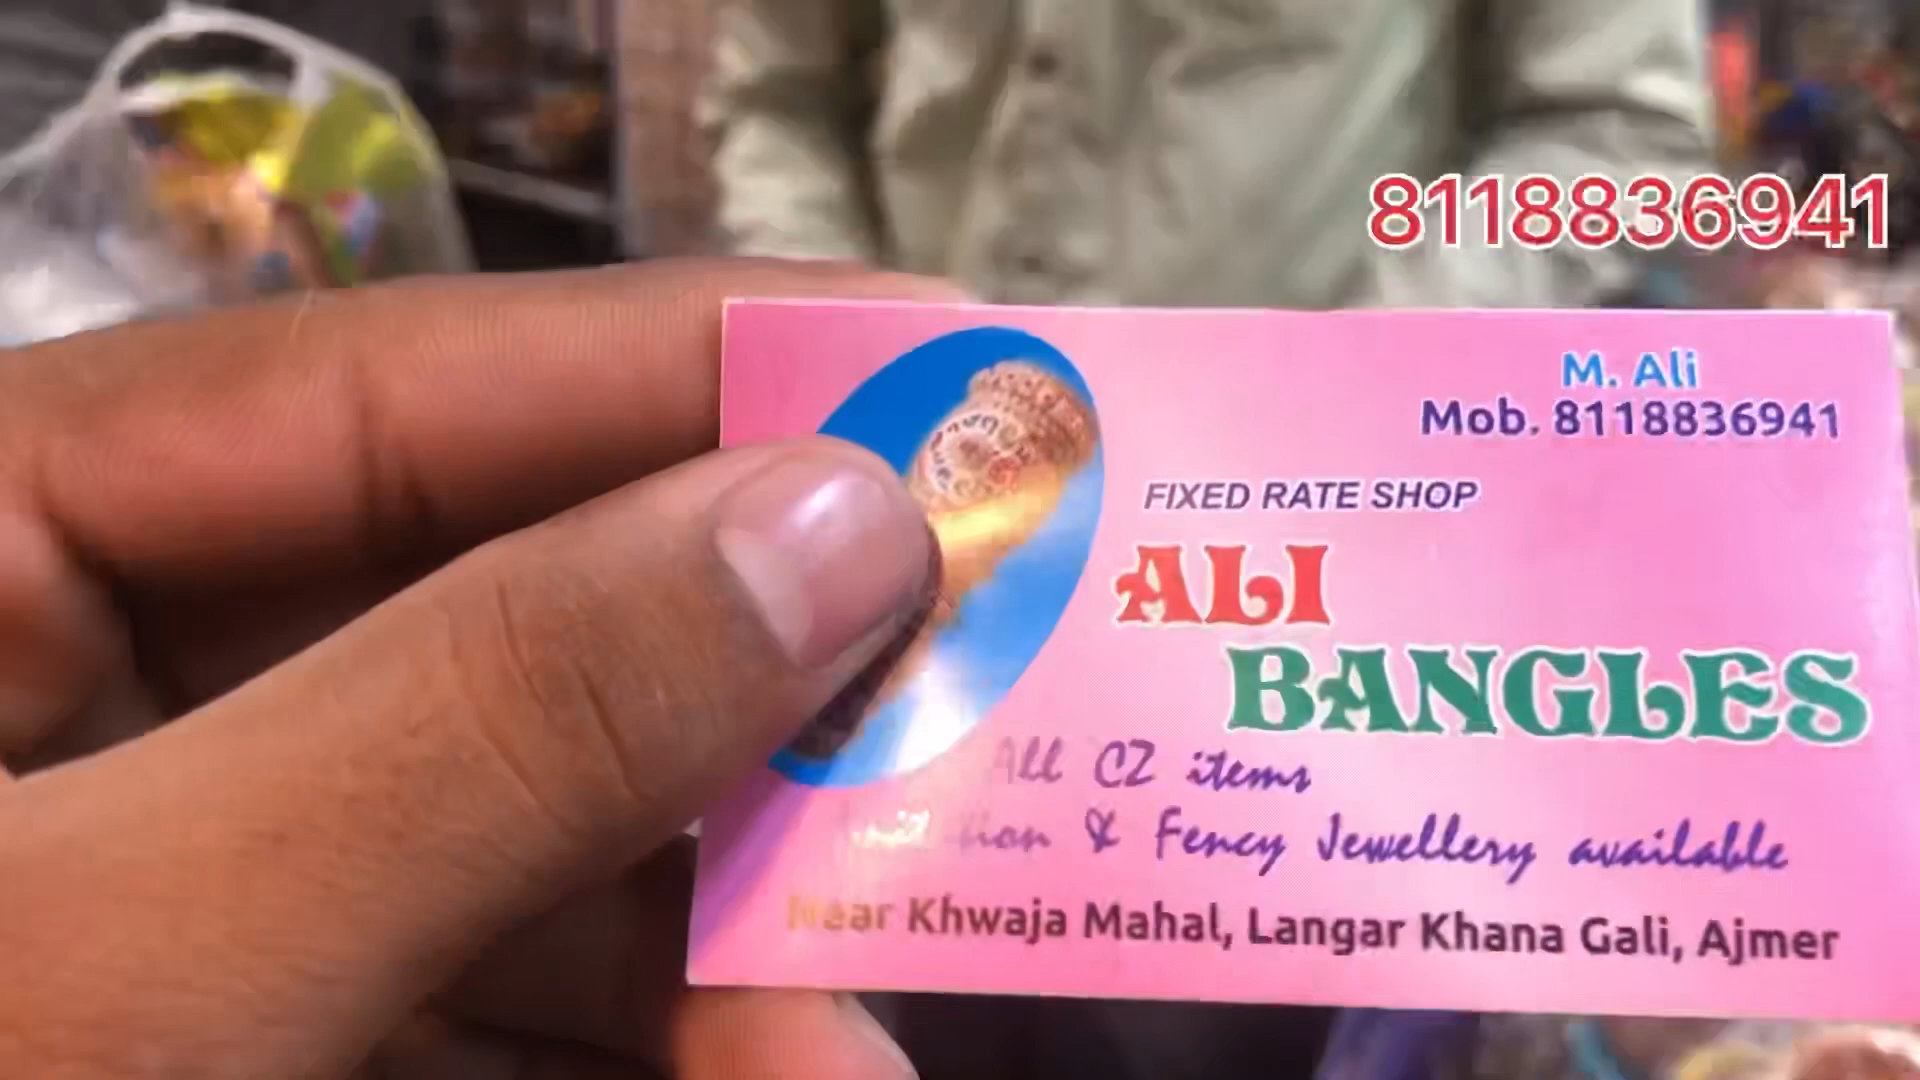 8118836941
M. Ali
Mob. 8118836941
FIXED RATE SHOP
ALI
BANGLES
All CZ items
& Fency Jewellery available
Near Khwaja Mahal, Langar Khana Gali, Ajmer